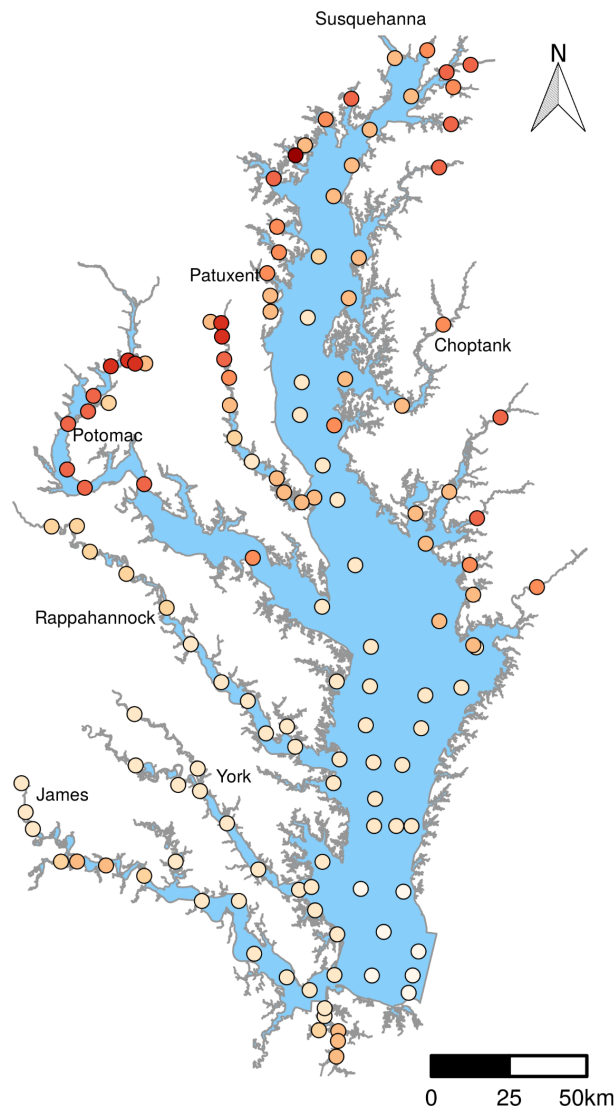 Susquehanna
N
Patuxent
Choptank
Potomac
Rappahannock
York
James
0 25 50km